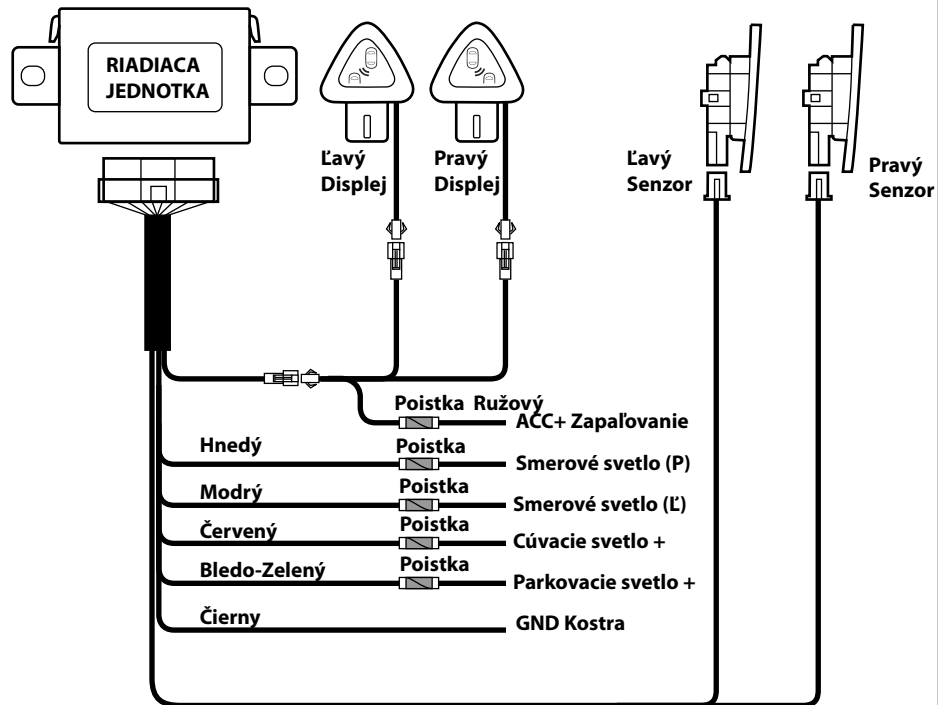 RIADIACA
JEDNOTKA
Ľavý
Displej
Pravý
Displej
Ľavý
Senzor
Pravý
Senzor
Poistka Ružový
ACC+ Zapaľovanie
Hnedý
Poistka
Smerové svetlo (P)
Modrý
Poistka
Smerové svetlo (Ľ)
Červený
Poistka
Cúvacie svetlo +
Bledo-Zelený
Poistka
Parkovacie svetlo +
Čierny
GND Kostra